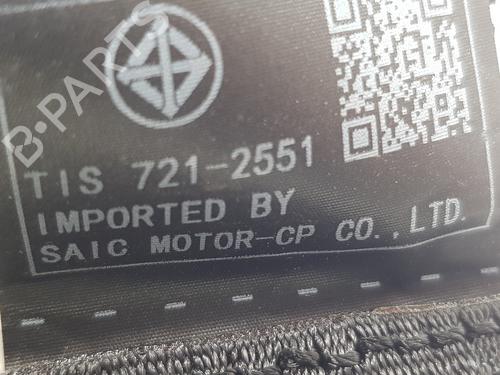 B-PARTS
TIS 721-2551
IMPORTED BY
SAIC MOTOR-CP CO.,LTD.